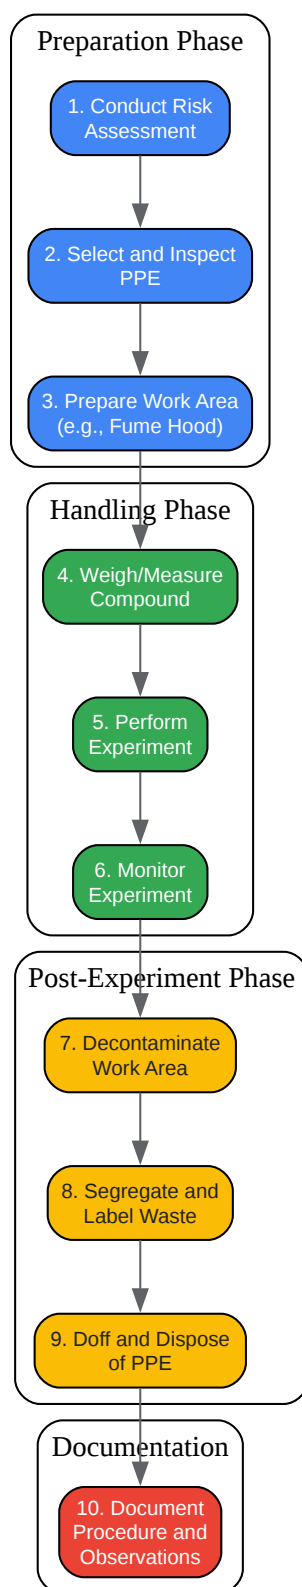 Preparation Phase
1. Conduct Risk
Assessment
2. Select and Inspect
PPE
3. Prepare Work Area
(e.g., Fume Hood)
Handling Phase
4. Weigh/Measure
Compound
5. Perform
Experiment
6. Monitor
Experiment
Post-Experiment Phase
7. Decontaminate
Work Area
8. Segregate and
Label Waste
9. Doff and Dispose
of PPE
Documentation
10. Document
Procedure and
Observations